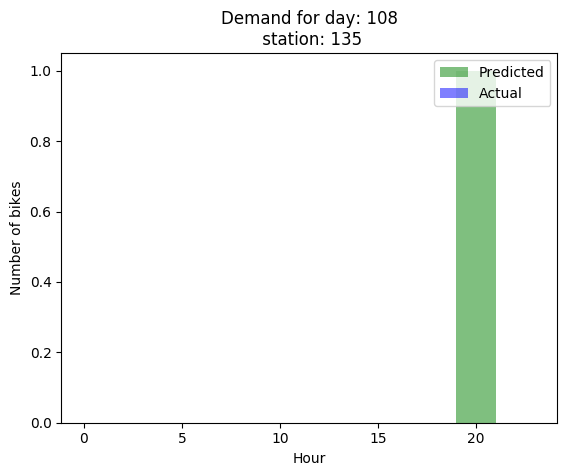 Demand for day: 108
station: 135
Predicted
Actual
1.0
0.8
0.6
0.4
0.2
0.0
Number of bikes
0 5 10 15 20
Hour